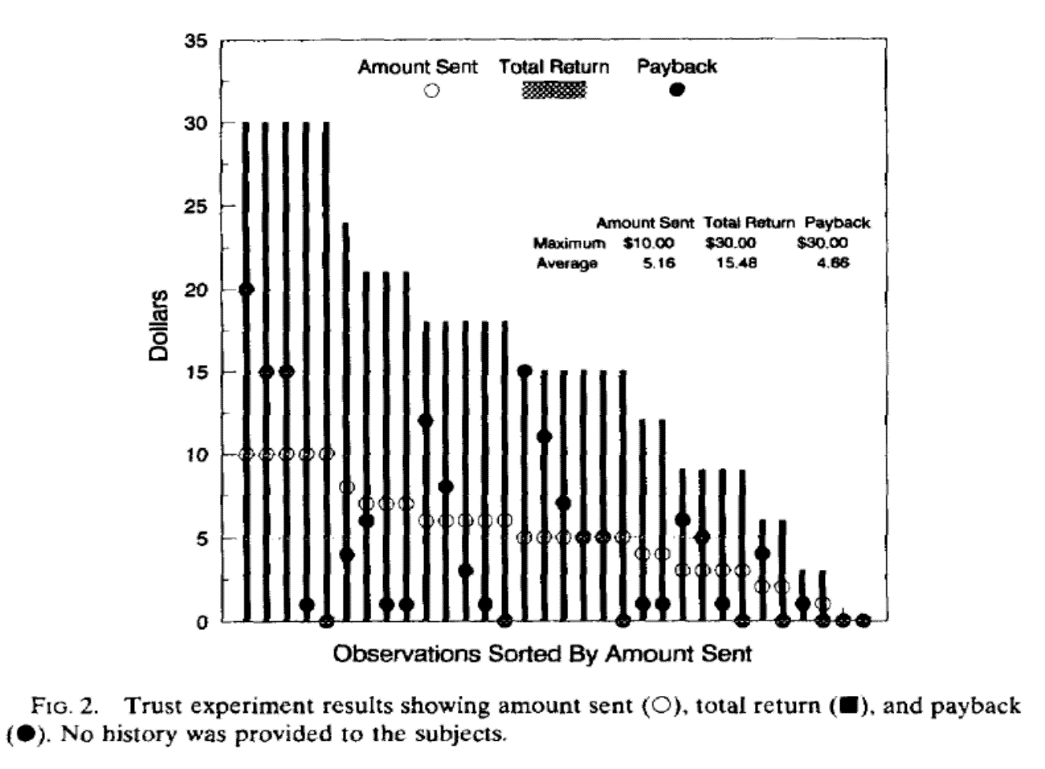 35
Amount Sent Total Return Payback
30
25
Amount Sent Total Return Payback
Maximum $10.00 $30.00 $30.00
Average 5.16 15.48 4.66
20
Dollars
15
10
5
0
Observations Sorted By Amount Sent
FIG. 2. Trust experiment results showing amount sent (○), total return (■), and payback
(●). No history was provided to the subjects.